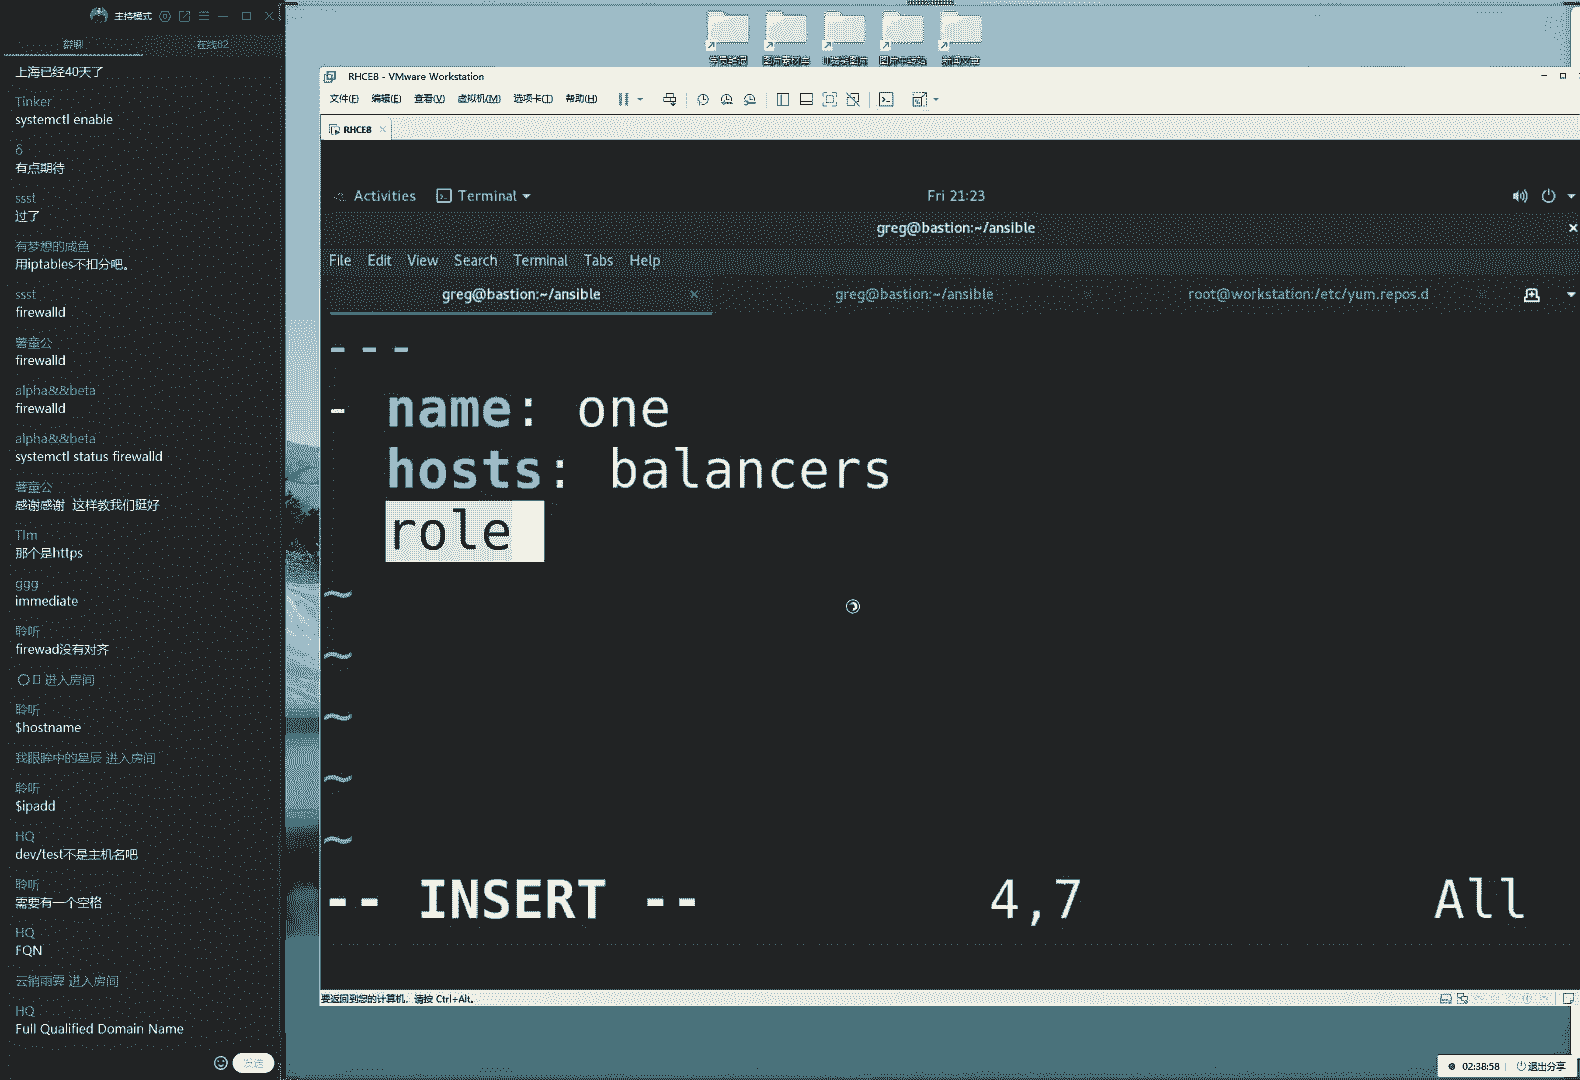 主持模式
群聊
在线82
上海已经40天了
Tinker
systemctl enable
δ
有点期待
ssst
过了
有梦想的咸鱼
用iptables不扣分吧。
ssst
firewalld
薯童公
firewalld
alpha&&beta
firewalld
alpha&&beta
systemctl status firewalld
薯童公
感谢感谢 这样教我们挺好
TIm
那个是https
ggg
immediate
聆听
firewad没有对齐
进入房间
聆听
$hostname
我眼眸中的星辰 进入房间
聆听
$ipadd
HQ
dev/test不是主机名吧
聆听
需要有一个空格
HQ
FQN
云销雨霁 进入房间
HQ
Full Qualified Domain Name
发送
RHCE8 - VMware Workstation
文件(F) 编辑(E) 查看(V) 虚拟机(M) 选项卡(T) 帮助(H)
RHCE8
Activities Terminal Fri 21:23
greg@bastion:~/ansible
File Edit View Search Terminal Tabs Help
greg@bastion:~/ansible greg@bastion:~/ansible root@workstation:/etc/yum.repos.d
---
- name: one
hosts: balancers
role
~
~
~
~
~
-- INSERT -- 4,7 All
要返回到您的计算机，请按 Ctrl+Alt。
02:38:58 退出分享